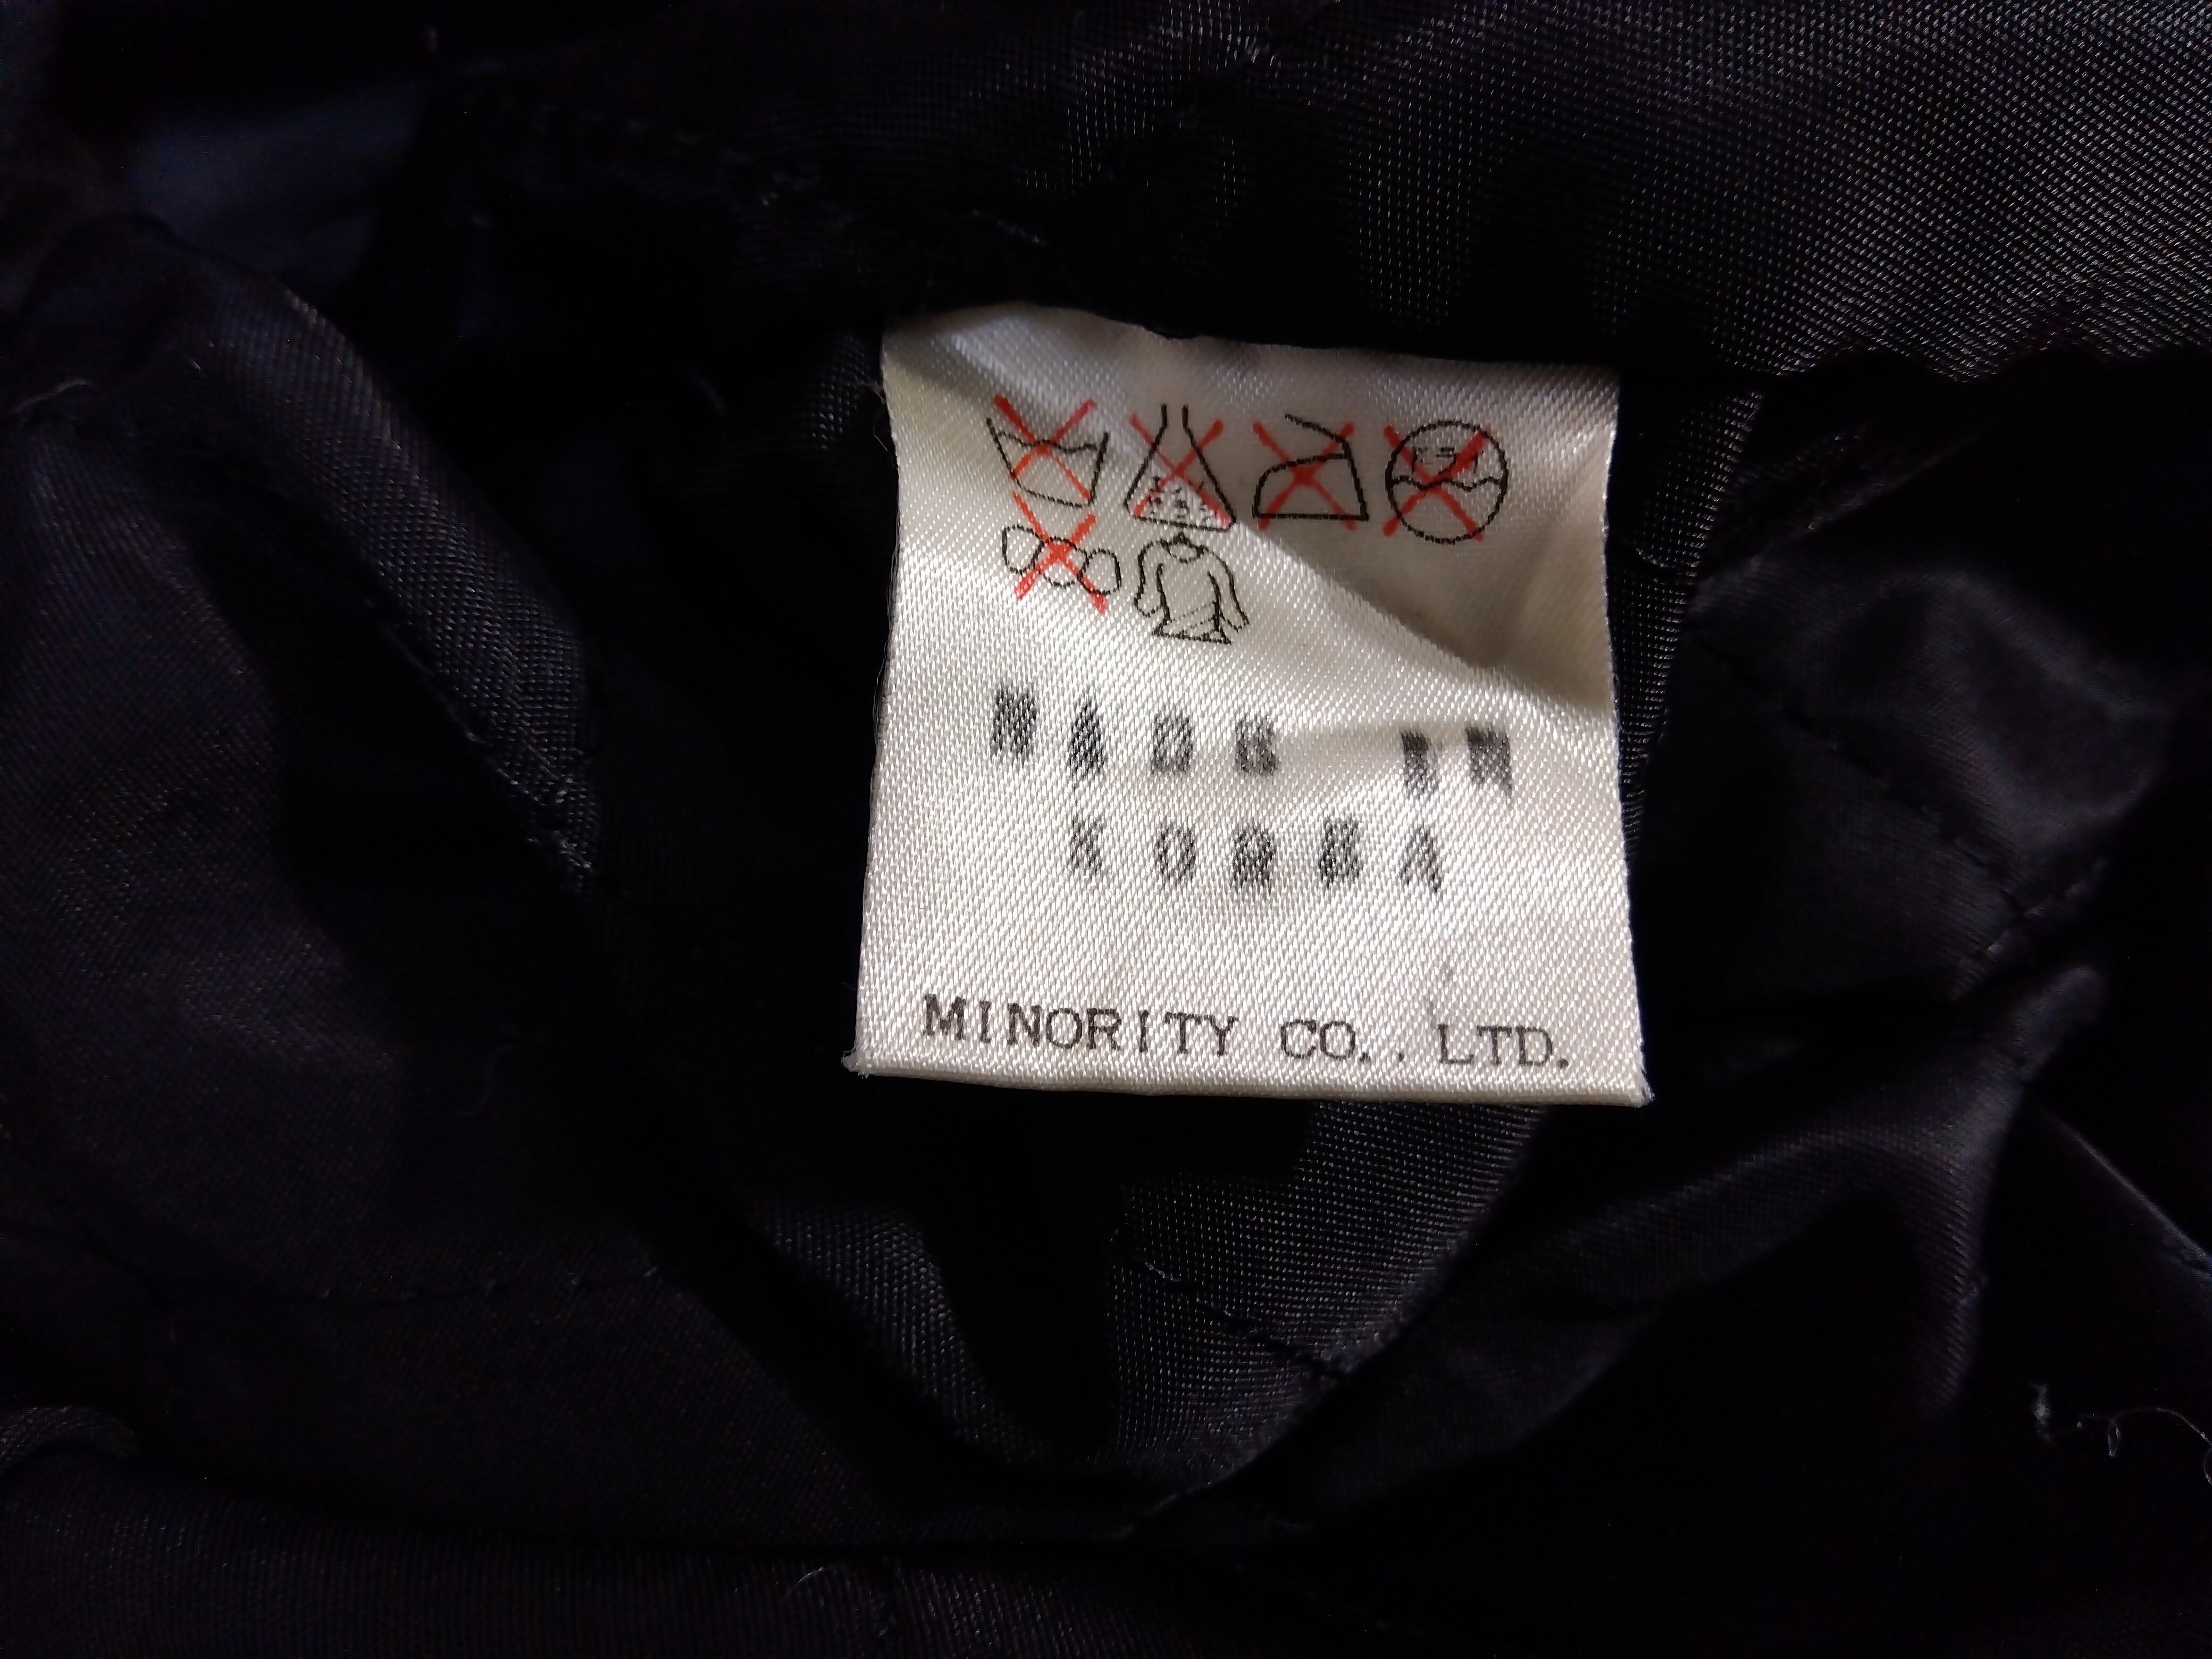 MADE IN
KOREA
MINORITY CO., LTD.